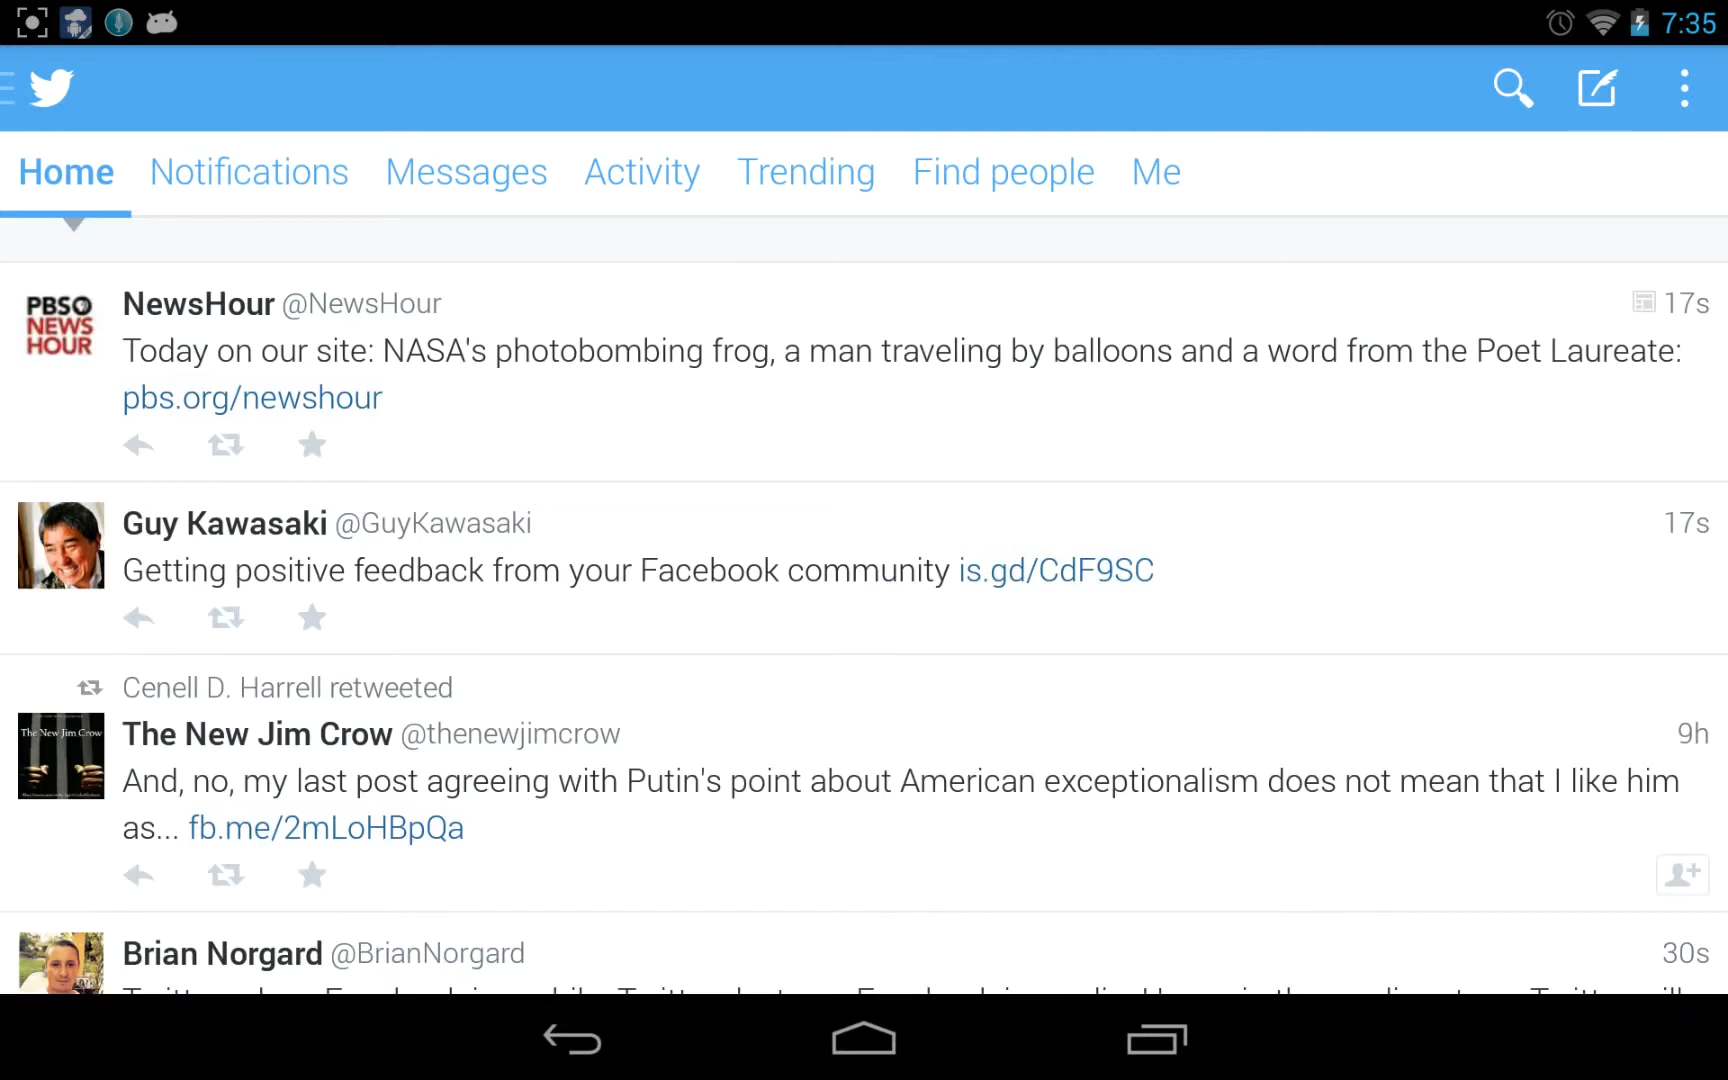 7:35
Home Notifications Messages Activity Trending Find people Me
PBS
NEWS
HOUR
NewsHour @NewsHour 17s
Today on our site: NASA's photobombing frog, a man traveling by balloons and a word from the Poet Laureate:
pbs.org/newshour
Guy Kawasaki @GuyKawasaki 17s
Getting positive feedback from your Facebook community is.gd/CdF9SC
Cenell D. Harrell retweeted
The New Jim Crow
The New Jim Crow @thenewjimcrow 9h
And, no, my last post agreeing with Putin's point about American exceptionalism does not mean that I like him
as... fb.me/2mLoHBpQa
Brian Norgard @BrianNorgard 30s